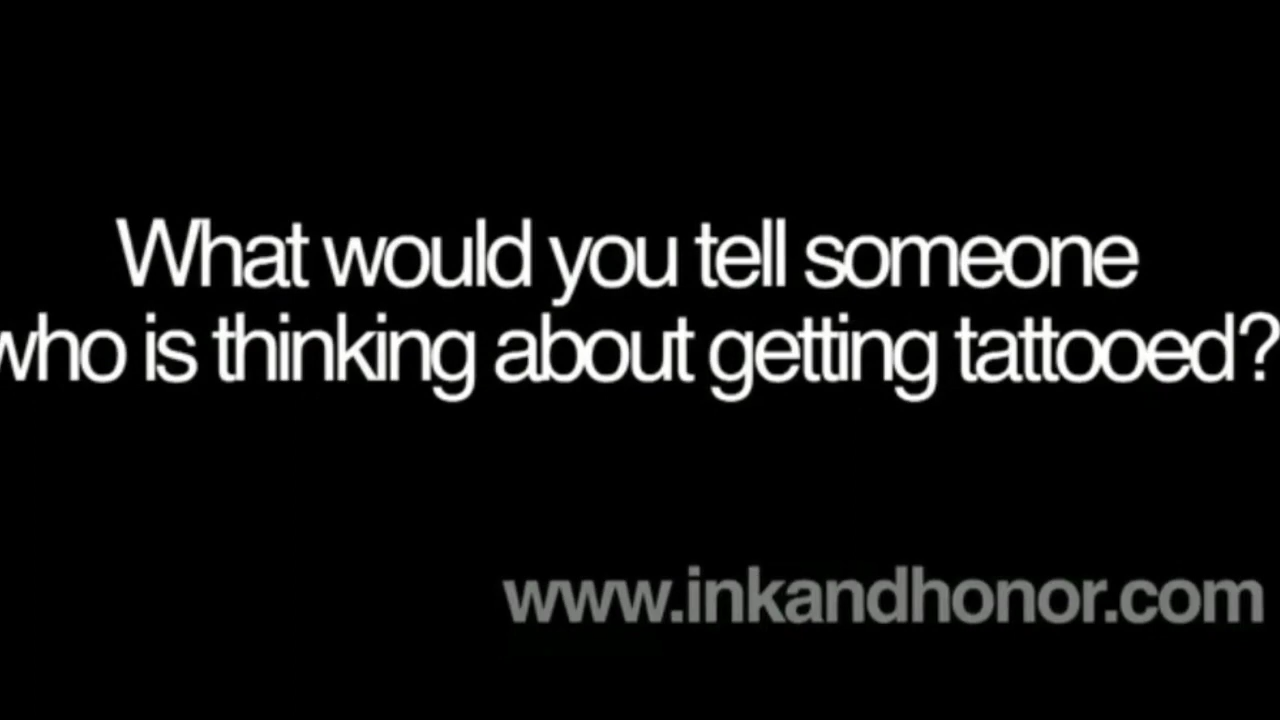 What would you tell someone
who is thinking about getting tattooed?
www.inkandhonor.com